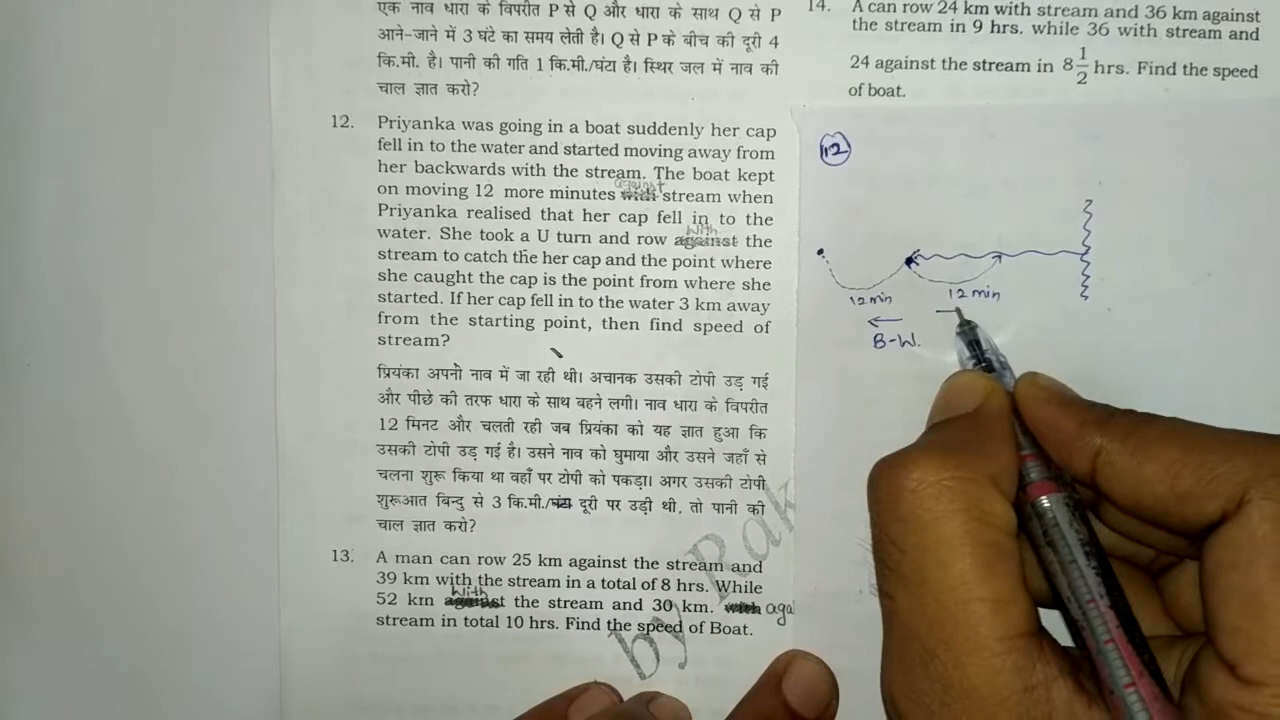 एक नाव धारा के विपरीत P से Q और धारा के साथ Q से P
आने-जाने में 3 घंटे का समय लेती है। Q से P के बीच की दूरी 4
कि.मी. है। पानी की गति 1 कि.मी./घंटा है। स्थिर जल में नाव की
चाल ज्ञात करो?
12. Priyanka was going in a boat suddenly her cap
fell in to the water and started moving away from
her backwards with the stream. The boat kept
on moving 12 more minutes against stream when
Priyanka realised that her cap fell in to the
water. She took a U turn and row with the
stream to catch the her cap and the point where
she caught the cap is the point from where she
started. If her cap fell in to the water 3 km away
from the starting point, then find speed of
stream?
प्रियंका अपनी नाव में जा रही थी। अचानक उसकी टोपी उड़ गई
और पीछे की तरफ धारा के साथ बहने लगी। नाव धारा के विपरीत
12 मिनट और चलती रही जब प्रियंका को यह ज्ञात हुआ कि
उसकी टोपी उड़ गई है। उसने नाव को घुमाया और उसने जहाँ से
चलना शुरू किया था वहाँ पर टोपी को पकड़ा। अगर उसकी टोपी
शुरूआत बिन्दु से 3 कि.मी./घंटा दूरी पर उड़ी थी, तो पानी की
चाल ज्ञात करो?
13. A man can row 25 km against the stream and
39 km with the stream in a total of 8 hrs. While
52 km with the stream and 30 km. aga
stream in total 10 hrs. Find the speed of Boat.
14. A can row 24 km with stream and 36 km against
the stream in 9 hrs. while 36 with stream and
24 against the stream in 8 1/2 hrs. Find the speed
of boat.
12
12 min 12 min
B-W.
by Rak